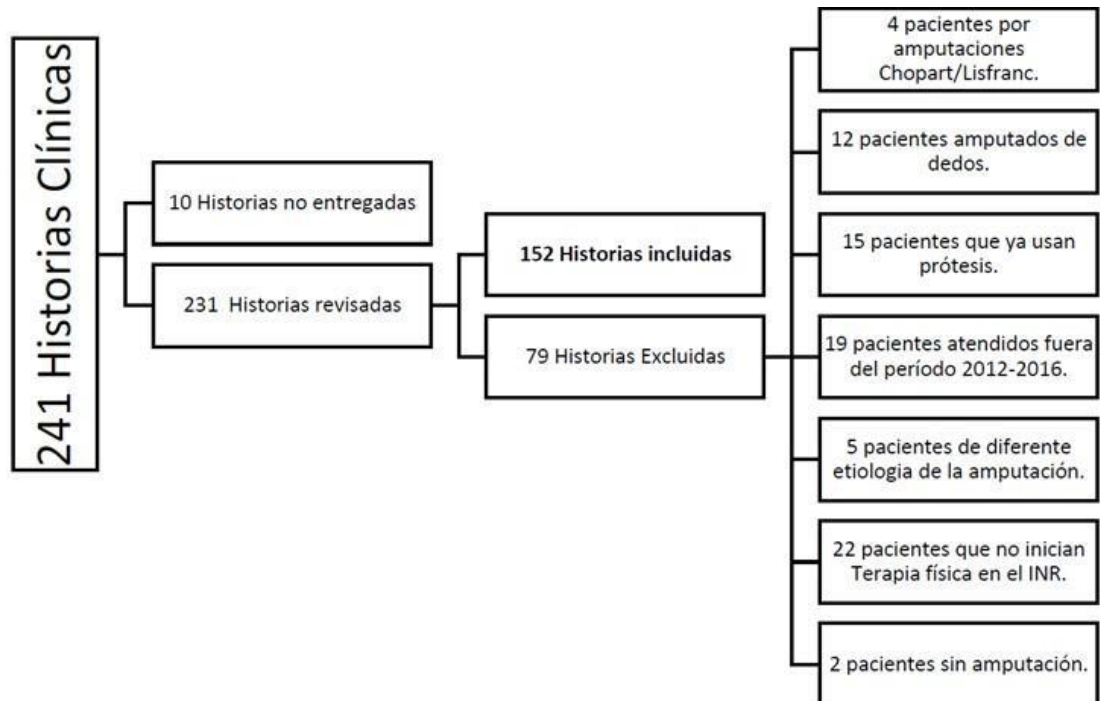 241 Historias Clínicas
10 Historias no entregadas
231 Historias revisadas
152 Historias incluidas
79 Historias Excluidas
4 pacientes por
amputaciones
Chopart/Lisfranc.
12 pacientes amputados de
dedos.
15 pacientes que ya usan
prótesis.
19 pacientes atendidos fuera
del período 2012-2016.
5 pacientes de diferente
etiologia de la amputación.
22 pacientes que no inician
Terapia física en el INR.
2 pacientes sin amputación.